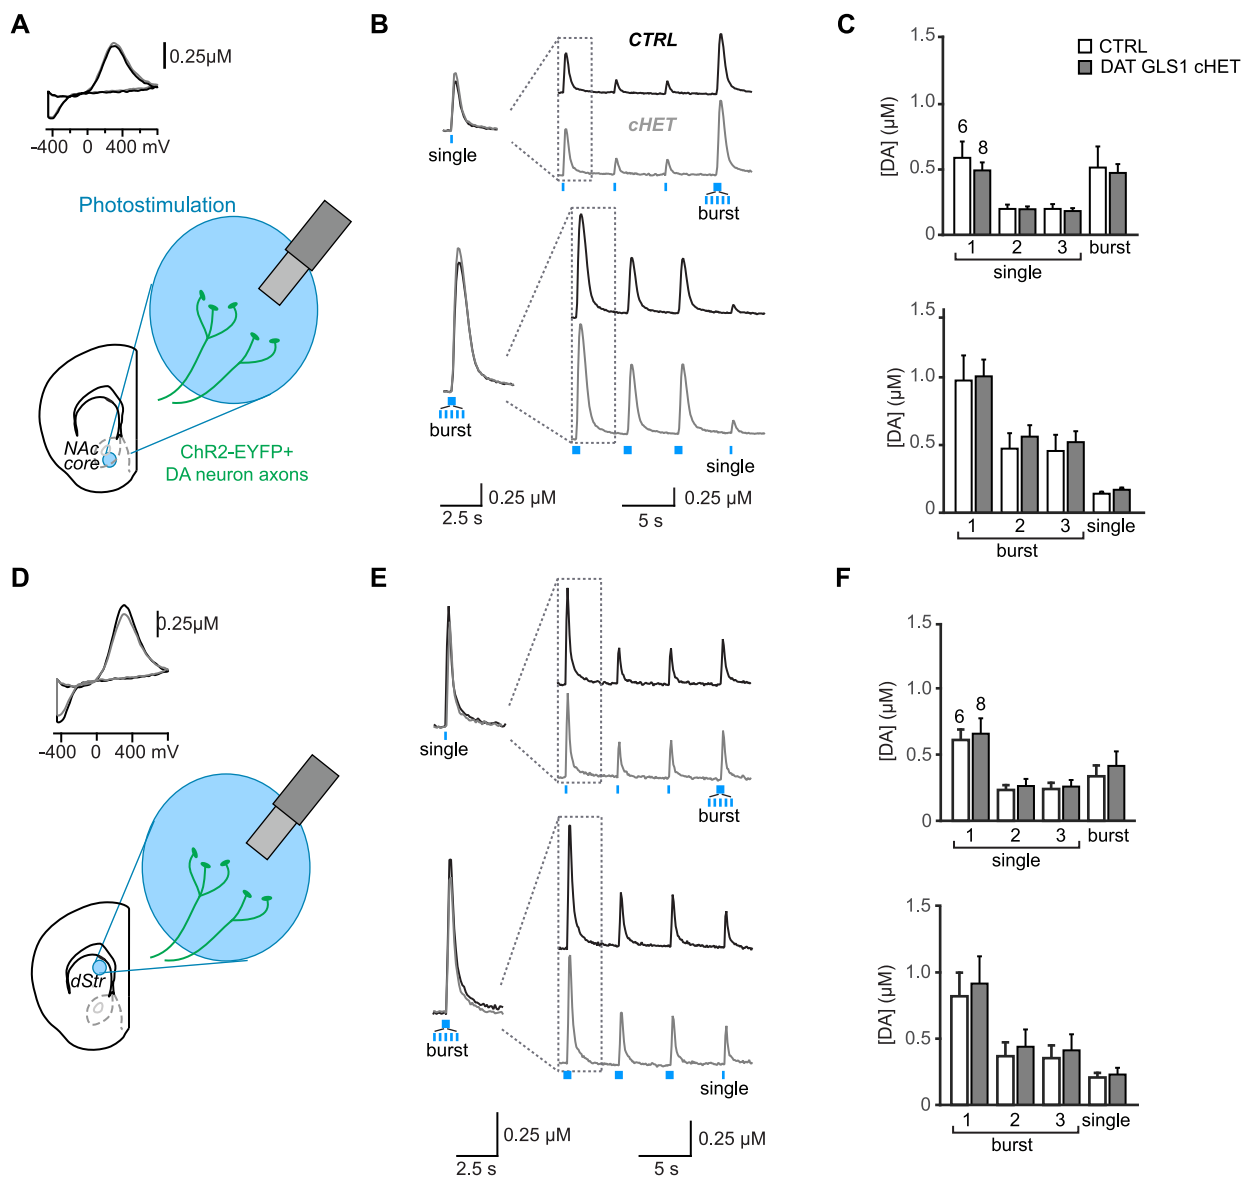 A
0.25μM
-400 0 400 mV
Photostimulation
NAc
core
ChR2-EYFP+
DA neuron axons
B
CTRL
cHET
single
burst
burst
single
0.25 μM
2.5 s
0.25 μM
5 s
C
CTRL
DAT GLS1 cHET
1.5
1.0
0.5
0
[DA] (μM)
6
8
1 2 3 burst
single
1.5
1.0
0.5
0
[DA] (μM)
1 2 3 single
burst
D
0.25μM
-400 0 400 mV
dStr
E
single
burst
burst
single
0.25 μM
2.5 s
0.25 μM
5 s
F
1.5
1.0
0.5
0
[DA] (μM)
6
8
1 2 3 burst
single
1.5
1.0
0.5
0
[DA] (μM)
1 2 3 single
burst